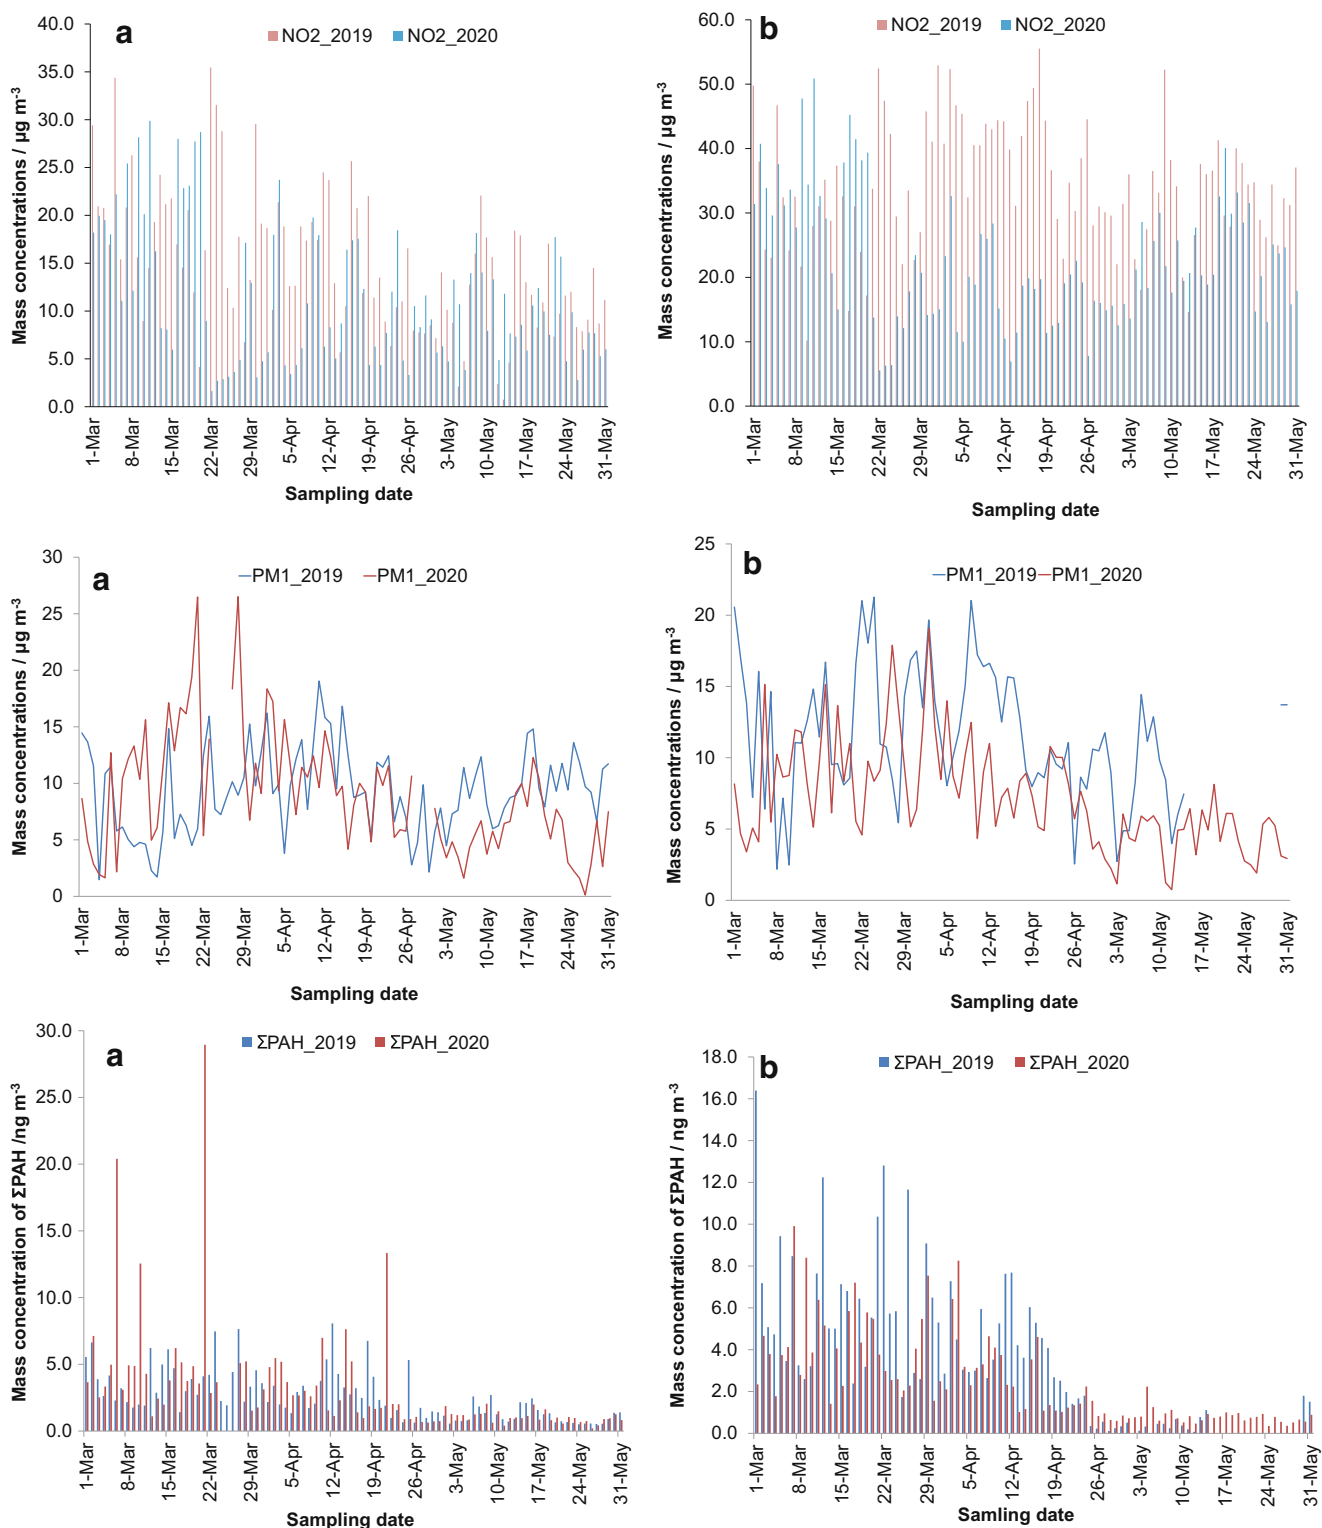 a
NO2_2019 NO2_2020
Mass concentrations / µg m-3
40.0
35.0
30.0
25.0
20.0
15.0
10.0
5.0
0.0
1-Mar 8-Mar 15-Mar 22-Mar 29-Mar 5-Apr 12-Apr 19-Apr 26-Apr 3-May 10-May 17-May 24-May 31-May
Sampling date
b
NO2_2019 NO2_2020
Mass concentrations / µg m-3
60.0
50.0
40.0
30.0
20.0
10.0
0.0
1-Mar 8-Mar 15-Mar 22-Mar 29-Mar 5-Apr 12-Apr 19-Apr 26-Apr 3-May 10-May 17-May 24-May 31-May
Sampling date
a
PM1_2019 PM1_2020
Mass concentrations / µg m-3
30
25
20
15
10
5
0
1-Mar 8-Mar 15-Mar 22-Mar 29-Mar 5-Apr 12-Apr 19-Apr 26-Apr 3-May 10-May 17-May 24-May 31-May
Sampling date
b
PM1_2019 PM1_2020
Mass concentrations / µg m-3
25
20
15
10
5
0
1-Mar 8-Mar 15-Mar 22-Mar 29-Mar 5-Apr 12-Apr 19-Apr 26-Apr 3-May 10-May 17-May 24-May 31-May
Sampling date
a
ΣPAH_2019 ΣPAH_2020
Mass concentration of ΣPAH /ng m-3
30.0
25.0
20.0
15.0
10.0
5.0
0.0
1-Mar 8-Mar 15-Mar 22-Mar 29-Mar 5-Apr 12-Apr 19-Apr 26-Apr 3-May 10-May 17-May 24-May 31-May
Sampling date
b
ΣPAH_2019 ΣPAH_2020
Mass concentration of ΣPAH / ng m-3
18.0
16.0
14.0
12.0
10.0
8.0
6.0
4.0
2.0
0.0
1-Mar 8-Mar 15-Mar 22-Mar 29-Mar 5-Apr 12-Apr 19-Apr 26-Apr 3-May 10-May 17-May 24-May 31-May
Samling date